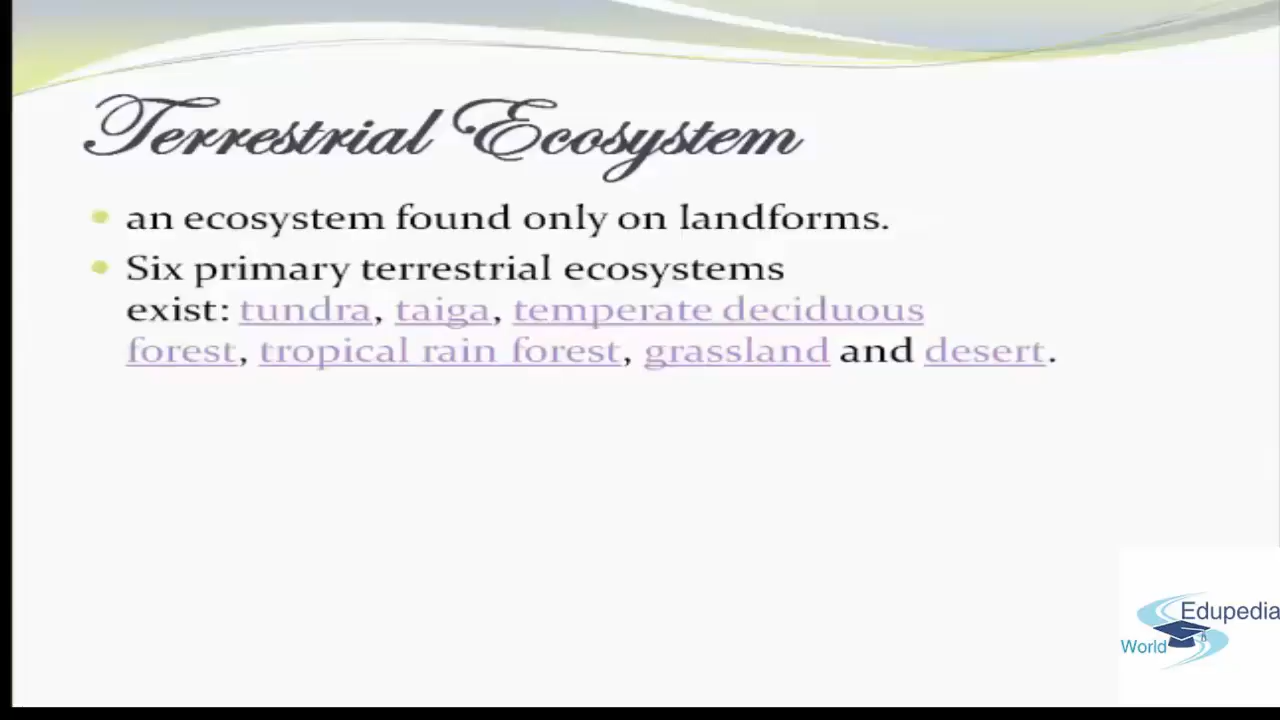 Terrestrial Ecosystem
an ecosystem found only on landforms.
Six primary terrestrial ecosystems
exist: tundra, taiga, temperate deciduous
forest, tropical rain forest, grassland and desert.
Edupedia
World